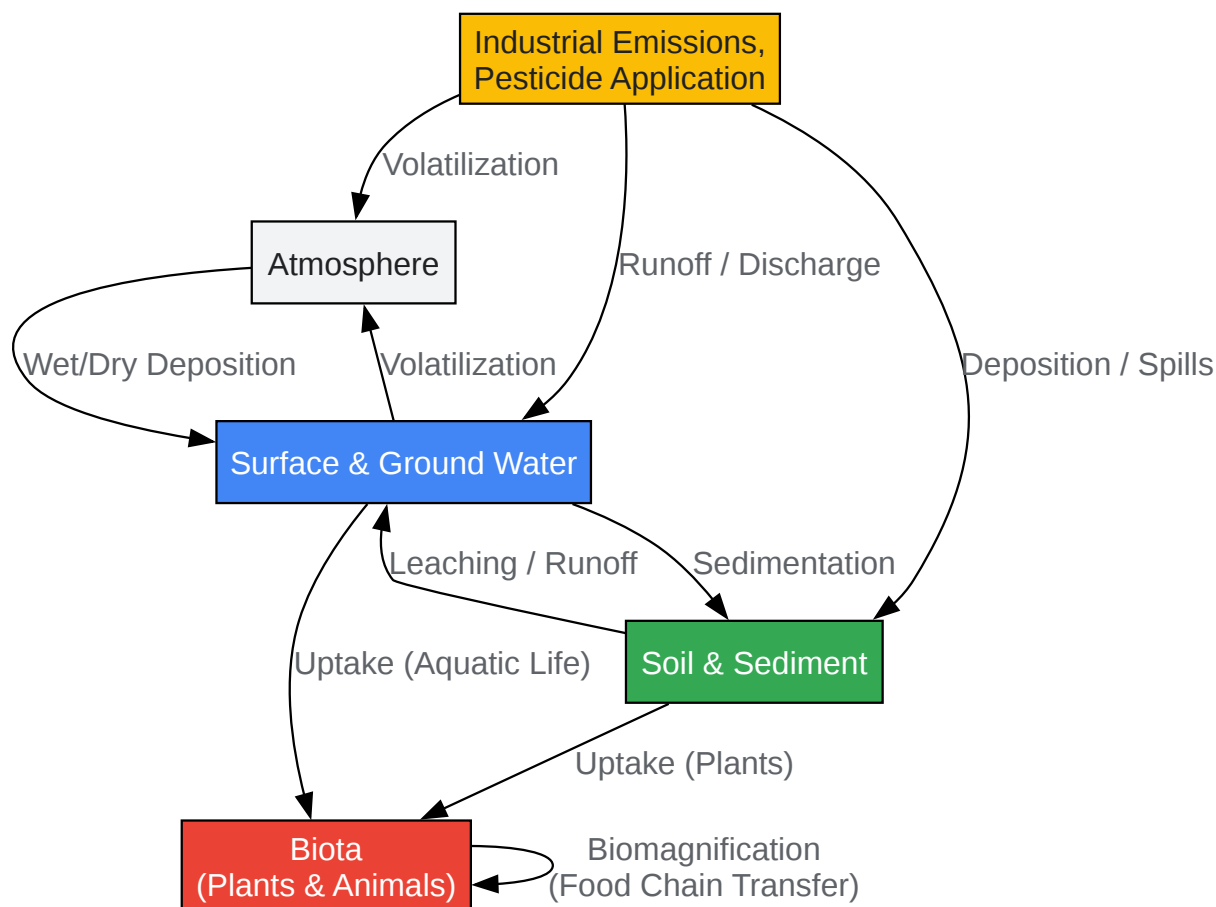 Industrial Emissions,
Pesticide Application
Volatilization
Atmosphere
Runoff / Discharge
Wet/Dry Deposition
Volatilization
Deposition / Spills
Surface & Ground Water
Leaching / Runoff
Sedimentation
Uptake (Aquatic Life)
Soil & Sediment
Uptake (Plants)
Biota
(Plants & Animals)
Biomagnification
(Food Chain Transfer)